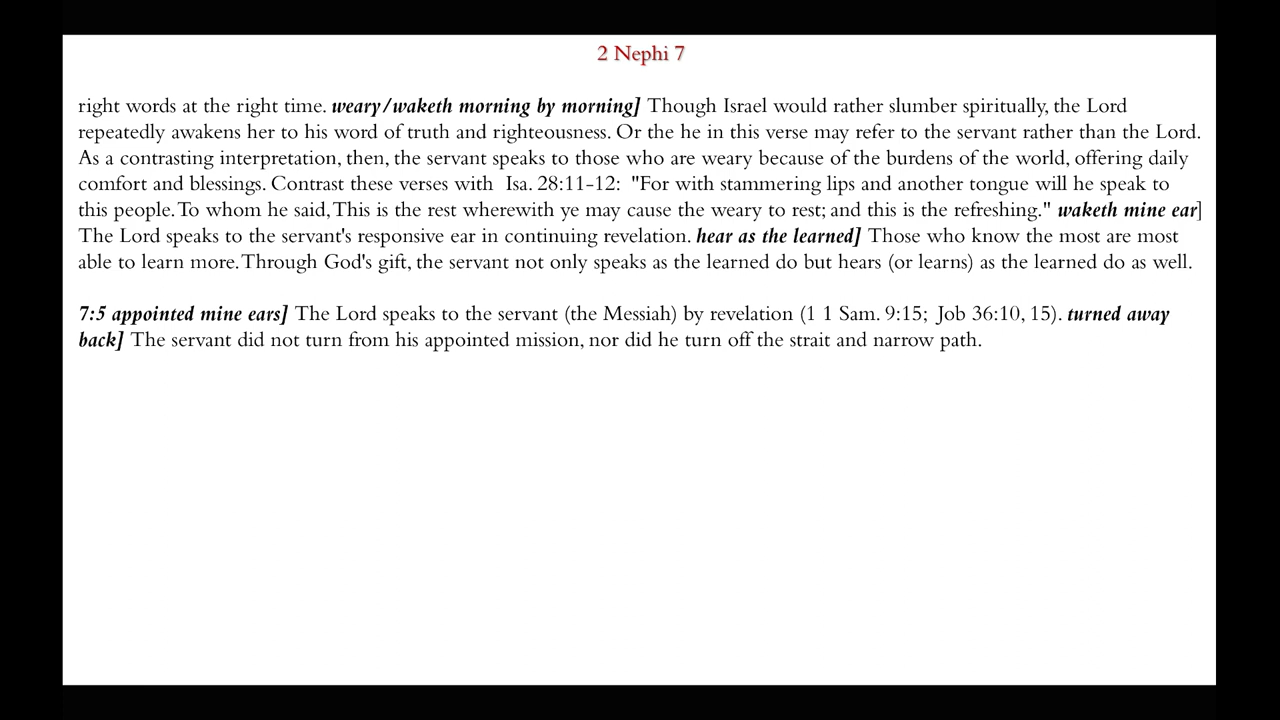 2 Nephi 7
right words at the right time. weary/waketh morning by morning] Though Israel would rather slumber spiritually, the Lord
repeatedly awakens her to his word of truth and righteousness. Or the he in this verse may refer to the servant rather than the Lord.
As a contrasting interpretation, then, the servant speaks to those who are weary because of the burdens of the world, offering daily
comfort and blessings. Contrast these verses with  Isa. 28:11-12:  "For with stammering lips and another tongue will he speak to
this people. To whom he said, This is the rest wherewith ye may cause the weary to rest; and this is the refreshing." waketh mine ear]
The Lord speaks to the servant's responsive ear in continuing revelation. hear as the learned] Those who know the most are most
able to learn more. Through God's gift, the servant not only speaks as the learned do but hears (or learns) as the learned do as well.
7:5 appointed mine ears] The Lord speaks to the servant (the Messiah) by revelation (1 1 Sam. 9:15;  Job 36:10, 15). turned away
back] The servant did not turn from his appointed mission, nor did he turn off the strait and narrow path.